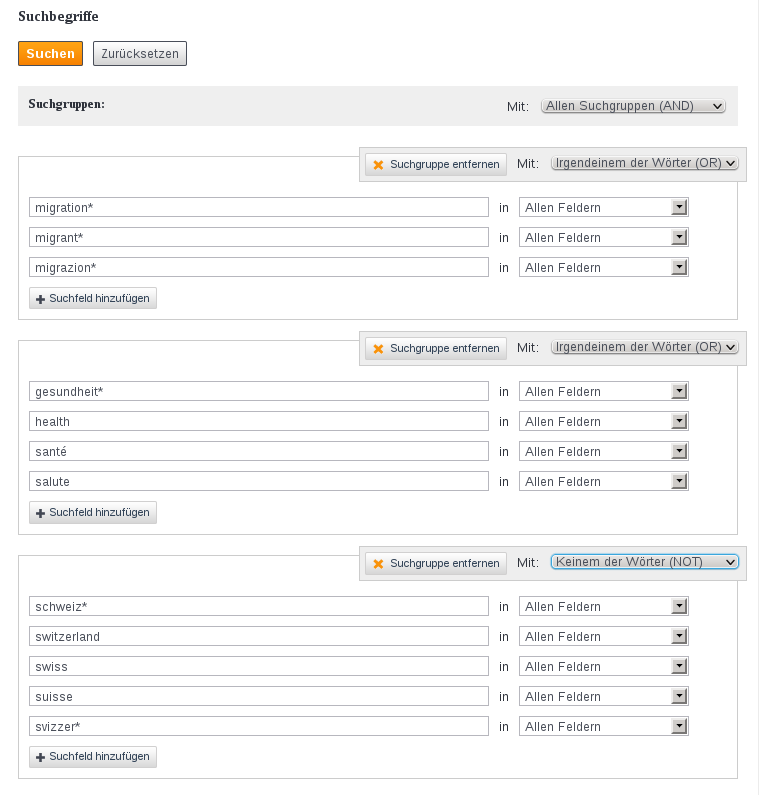 Suchbegriffe
Suchen Zurücksetzen
Suchgruppen: Mit: Allen Suchgruppen (AND)
Suchgruppe entfernen Mit: Irgendeinem der Wörter (OR)
migration* in Allen Feldern
migrant* in Allen Feldern
migrazion* in Allen Feldern
Suchfeld hinzufügen
Suchgruppe entfernen Mit: Irgendeinem der Wörter (OR)
gesundheit* in Allen Feldern
health in Allen Feldern
santé in Allen Feldern
salute in Allen Feldern
Suchfeld hinzufügen
Suchgruppe entfernen Mit: Keinem der Wörter (NOT)
schweiz* in Allen Feldern
switzerland in Allen Feldern
swiss in Allen Feldern
suisse in Allen Feldern
svizzer* in Allen Feldern
Suchfeld hinzufügen